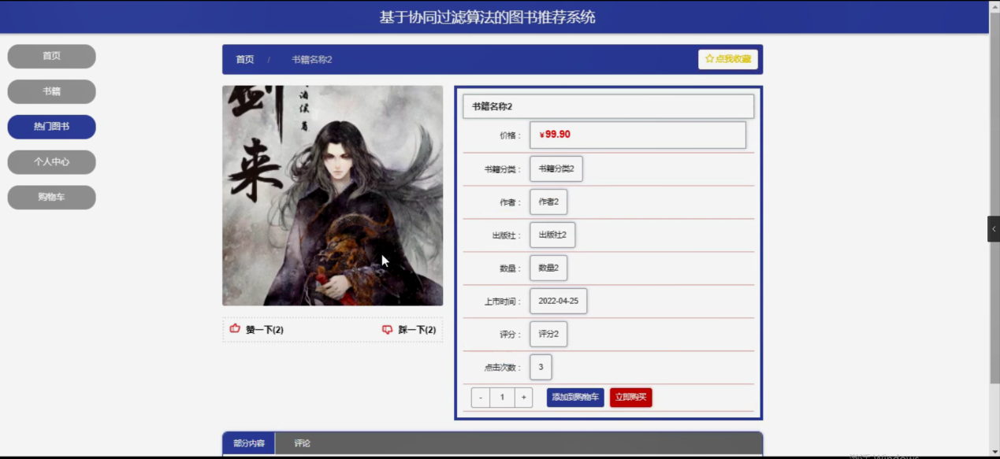 基于协同过滤算法的图书推荐系统
首页
书籍
热门图书
个人中心
购物车
首页 / 书籍名称2
☆点我收藏
剑来
书籍名称2
价格： ¥99.90
书籍分类： 书籍分类2
作者： 作者2
出版社： 出版社2
数量： 数量2
上市时间： 2022-04-25
评分： 评分2
点击次数： 3
- 1 + 添加到购物车 立即购买
赞一下(2) 踩一下(2)
部分内容 评论